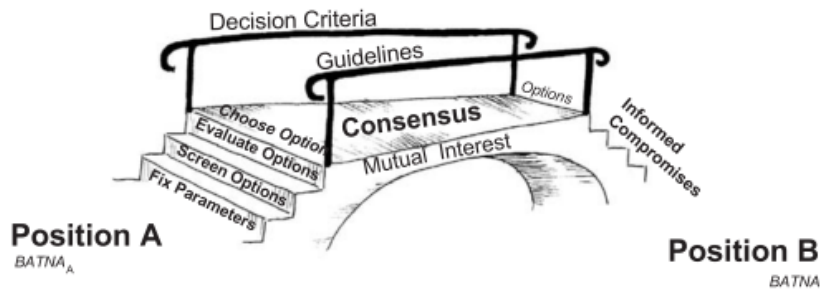 Decision Criteria
Guidelines
Options
Choose Option
Evaluate Options
Screen Options
Fix Parameters
Consensus
Mutual Interest
Informed
Compromises
Position A
BATNA A
Position B
BATNA